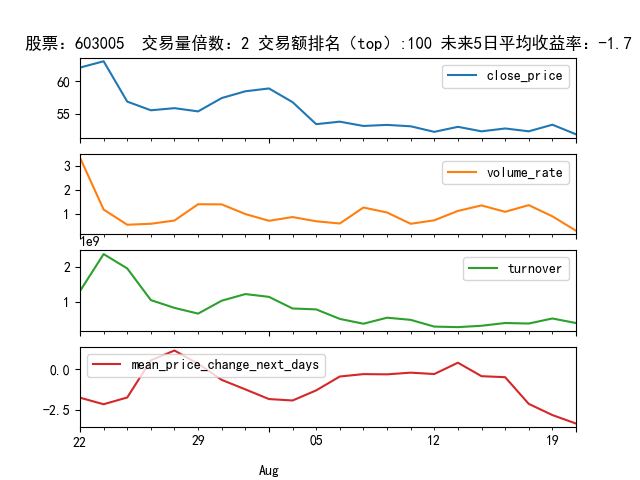 股票：603005  交易量倍数：2 交易额排名（top）:100 未来5日平均收益率：-1.7
60
55
close_price
3
2
1
volume_rate
1e9
2
1
turnover
0.0
-2.5
mean_price_change_next_days
22 29 05 12 19
Aug